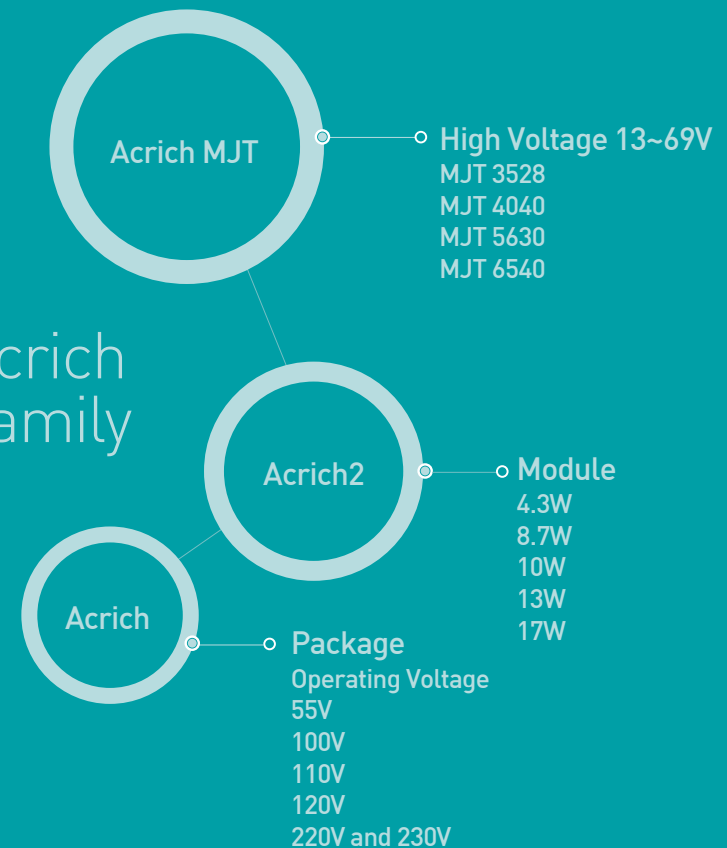 Acrich MJT
High Voltage 13~69V
MJT 3528
MJT 4040
MJT 5630
MJT 6540
crich
amily
Acrich2
Module
4.3W
8.7W
10W
13W
17W
Acrich
Package
Operating Voltage
55V
100V
110V
120V
220V and 230V